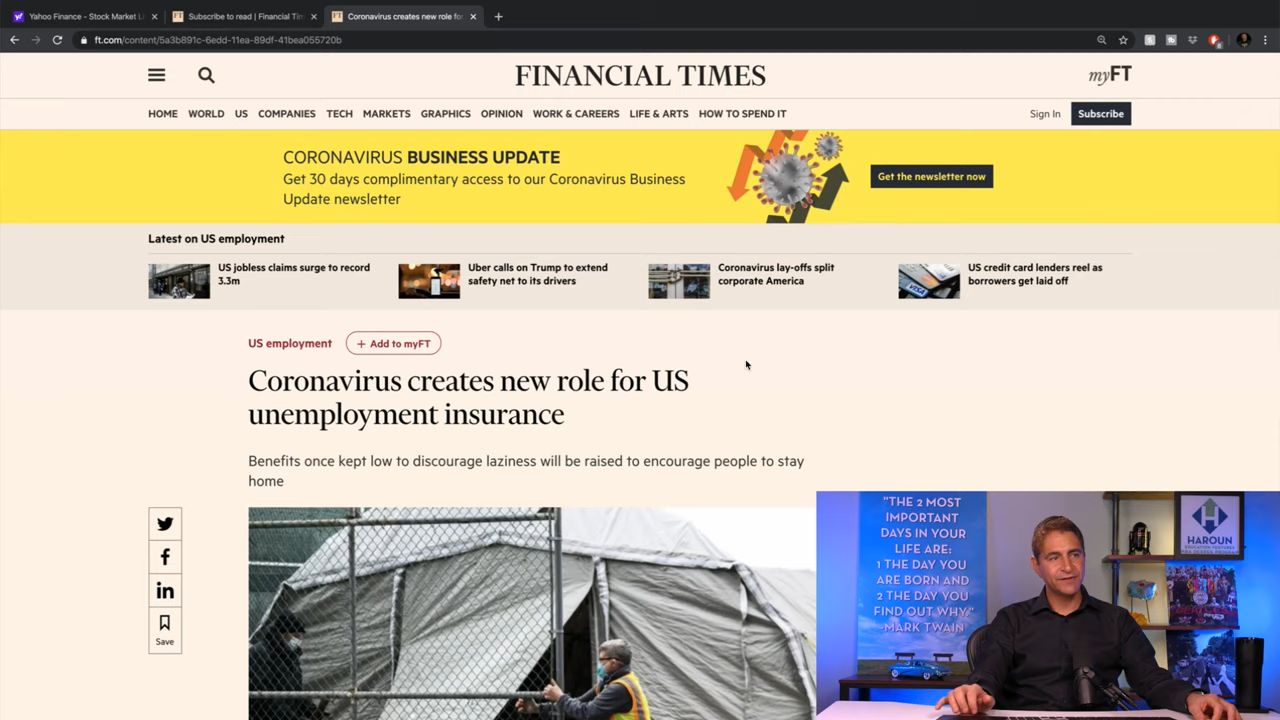 Yahoo Finance - Stock Market Li
Subscribe to read | Financial Tim
Coronavirus creates new role for
ft.com/content/5a3b891c-6edd-11ea-89df-41bea055720b
FINANCIAL TIMES
myFT
HOME WORLD US COMPANIES TECH MARKETS GRAPHICS OPINION WORK & CAREERS LIFE & ARTS HOW TO SPEND IT
Sign In
Subscribe
CORONAVIRUS BUSINESS UPDATE
Get 30 days complimentary access to our Coronavirus Business
Update newsletter
Get the newsletter now
Latest on US employment
US jobless claims surge to record
3.3m
Uber calls on Trump to extend
safety net to its drivers
Coronavirus lay-offs split
corporate America
US credit card lenders reel as
borrowers get laid off
US employment
+ Add to myFT
Coronavirus creates new role for US
unemployment insurance
Benefits once kept low to discourage laziness will be raised to encourage people to stay
home
Save
"THE 2 MOST
IMPORTANT
DAYS IN YOUR
LIFE ARE:
1 THE DAY YOU
ARE BORN AND
2 THE DAY YOU
FIND OUT WHY."
-MARK TWAIN
HAROUN